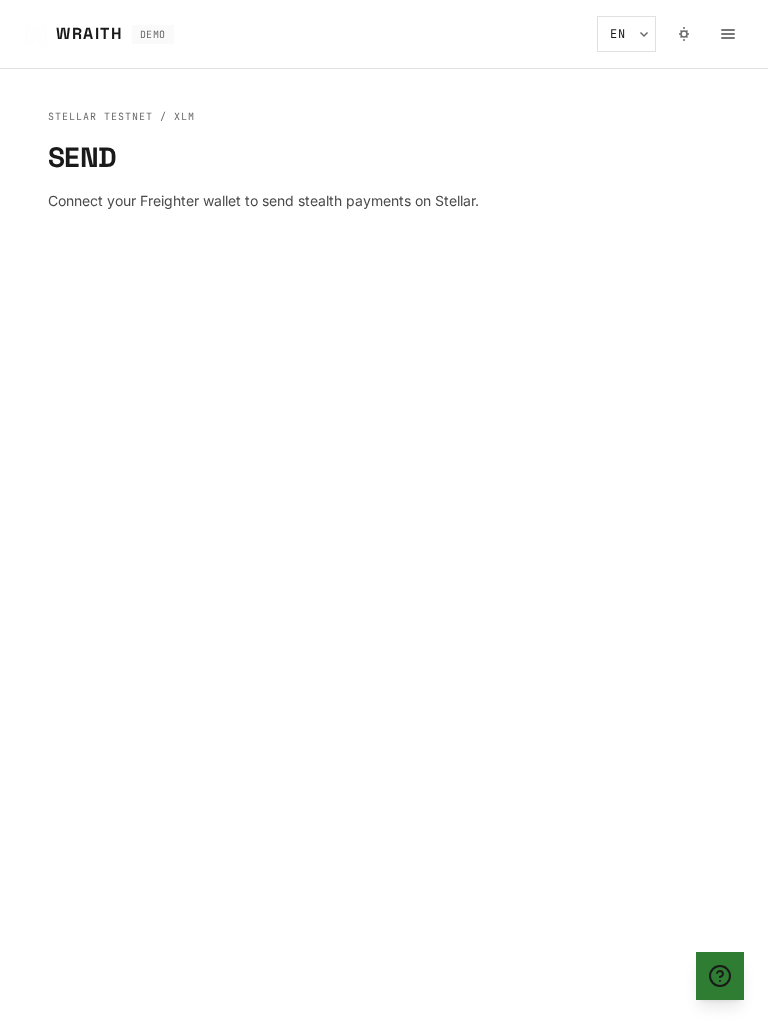 WRAITH DEMO EN
STELLAR TESTNET / XLM
SEND
Connect your Freighter wallet to send stealth payments on Stellar.